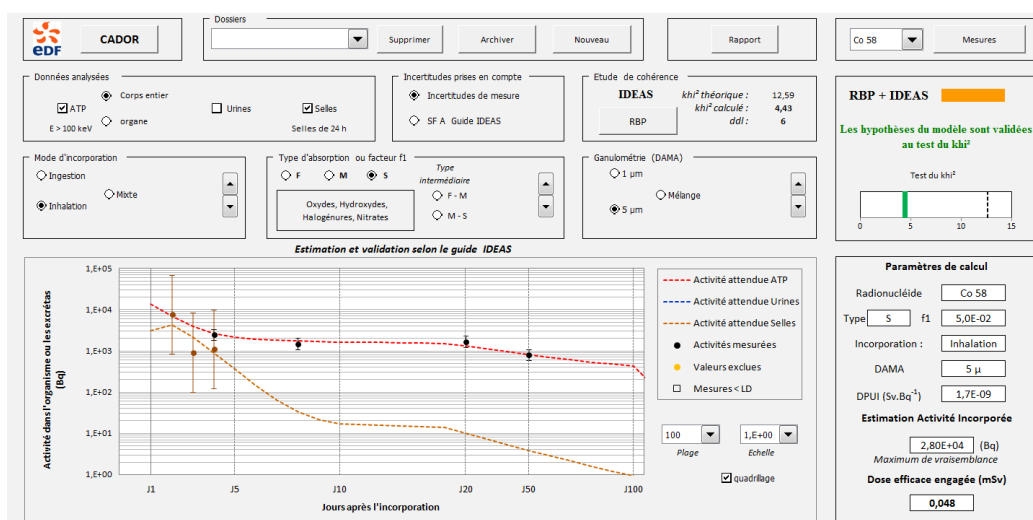 eDF
CADOR
Dossiers
Supprimer
Archiver
Nouveau
Rapport
Co 58
Mesures
Données analysées
ATP
E > 100 keV
Corps entier
organe
Urines
Selles
Selles de 24 h
Incertitudes prises en compte
Incertitudes de mesure
SF A Guide IDEAS
Etude de cohérence
IDEAS
RBP
khi² théorique : 12,59
khi² calculé : 4,43
ddl : 6
RBP + IDEAS
Les hypothèses du modèle sont validées
au test du khi²
Test du khi²
0 5 10 15
Mode d'incorporation
Ingestion
Mixte
Inhalation
Type d'absorption ou facteur f1
F M S
Oxydes, Hydroxydes,
Halogénures, Nitrates
Type
intermédiaire
F - M
M - S
Ganulométrie (DAMA)
1 µm
Mélange
5 µm
Estimation et validation selon le guide IDEAS
Activité dans l'organisme ou les excrétas
(Bq)
1,E+05
1,E+04
1,E+03
1,E+02
1,E+01
1,E+00
J1 J5 J10 J20 J50 J100
Jours après l'incorporation
Activité attendue ATP
Activité attendue Urines
Activité attendue Selles
Activités mesurées
Valeurs exclues
Mesures < LD
100
Plage
1,E+00
Echelle
quadrillage
Paramètres de calcul
Radionucléide Co 58
Type S f1 5,0E-02
Incorporation : Inhalation
DAMA 5 µ
DPUI (Sv.Bq⁻¹) 1,7E-09
Estimation Activité Incorporée
2,80E+04 (Bq)
Maximum de vraisemblance
Dose efficace engagée (mSv)
0,048